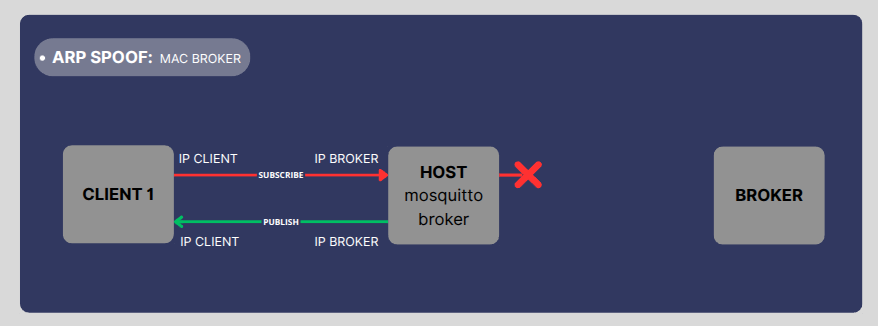 • ARP SPOOF: MAC BROKER
IP CLIENT IP BROKER
SUBSCRIBE
CLIENT 1
HOST
mosquitto
broker
BROKER
PUBLISH
IP CLIENT IP BROKER